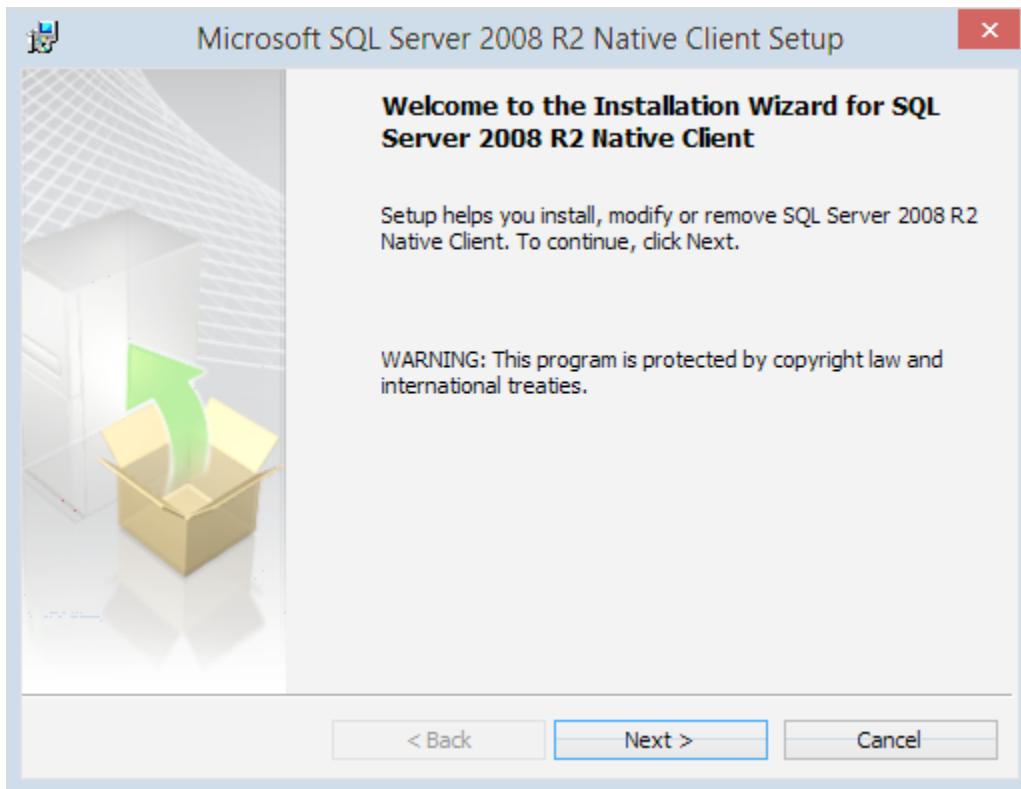 Microsoft SQL Server 2008 R2 Native Client Setup
Welcome to the Installation Wizard for SQL
Server 2008 R2 Native Client
Setup helps you install, modify or remove SQL Server 2008 R2
Native Client. To continue, click Next.
WARNING: This program is protected by copyright law and
international treaties.
< Back
Next >
Cancel